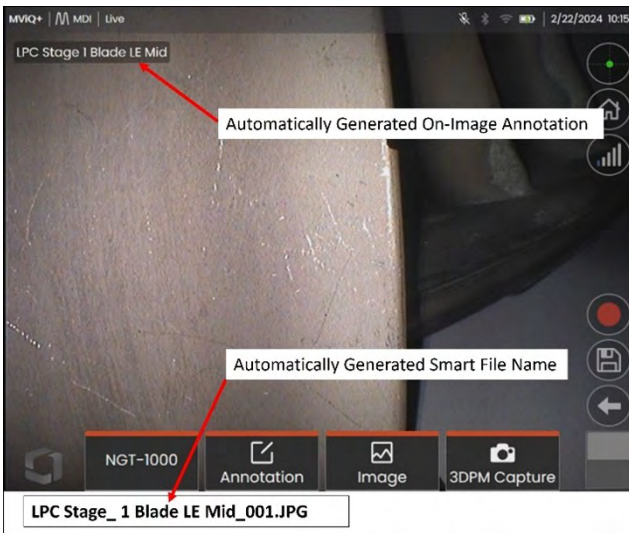 MViQ+ | MDI | Live
2/22/2024 10:15
LPC Stage 1 Blade LE Mid
Automatically Generated On-Image Annotation
Automatically Generated Smart File Name
NGT-1000
Annotation
Image
3DPM Capture
LPC Stage_ 1 Blade LE Mid_001.JPG